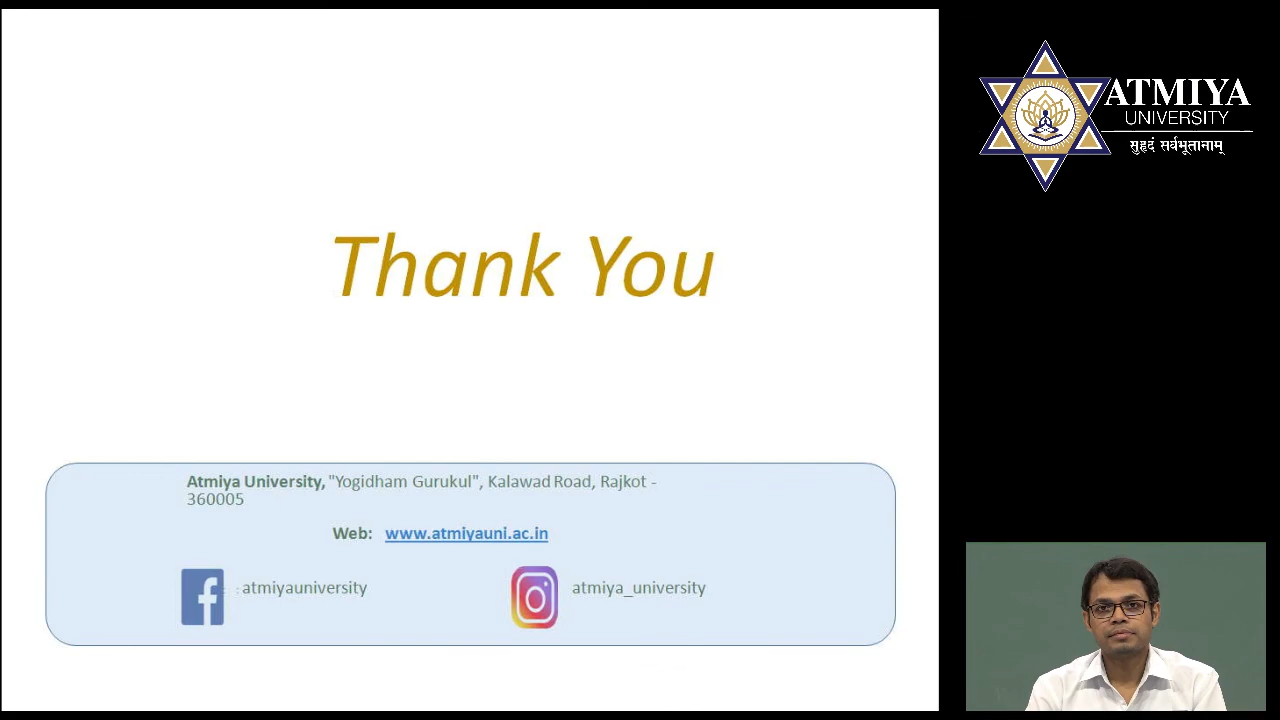 Thank You
Atmiya University, "Yogidham Gurukul", Kalawad Road, Rajkot -
360005
Web: www.atmiyauni.ac.in
: atmiyauniversity
atmiya_university
ATMIYA
UNIVERSITY
सुहृदं सर्वभूतानाम्